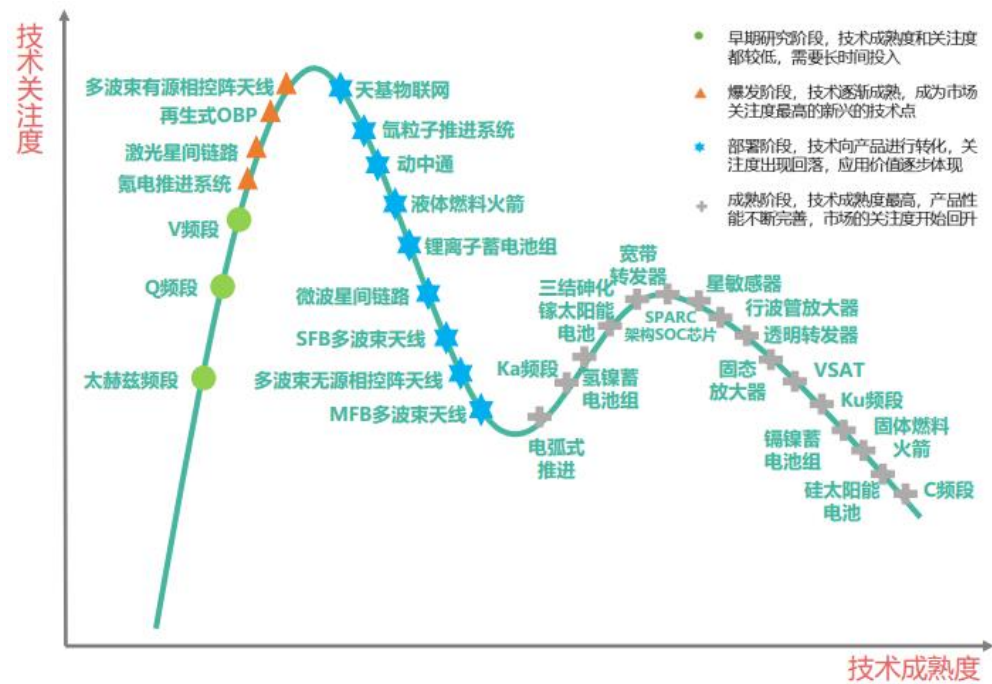 技术关注度
早期研究阶段，技术成熟度和关注度
都较低，需要长时间投入
爆发阶段，技术逐渐成熟，成为市场
关注度最高的新兴的技术点
部署阶段，技术向产品进行转化，关
注度出现回落，应用价值逐步体现
成熟阶段，技术成熟度最高，产品性
能不断完善，市场的关注度开始回升
多波束有源相控阵天线
再生式OBP
激光星间链路
氪电推进系统
V频段
Q频段
太赫兹频段
天基物联网
氙粒子推进系统
动中通
液体燃料火箭
锂离子蓄电池组
微波星间链路
SFB多波束天线
多波束无源相控阵天线
MFB多波束天线
电弧式
推进
Ka频段
氢镍蓄
电池组
三结砷化
镓太阳能
电池
宽带
转发器
SPARC
架构SOC芯片
星敏感器
行波管放大器
透明转发器
固态
放大器
VSAT
Ku频段
镉镍蓄
电池组
固体燃料
火箭
硅太阳能
电池
C频段
技术成熟度